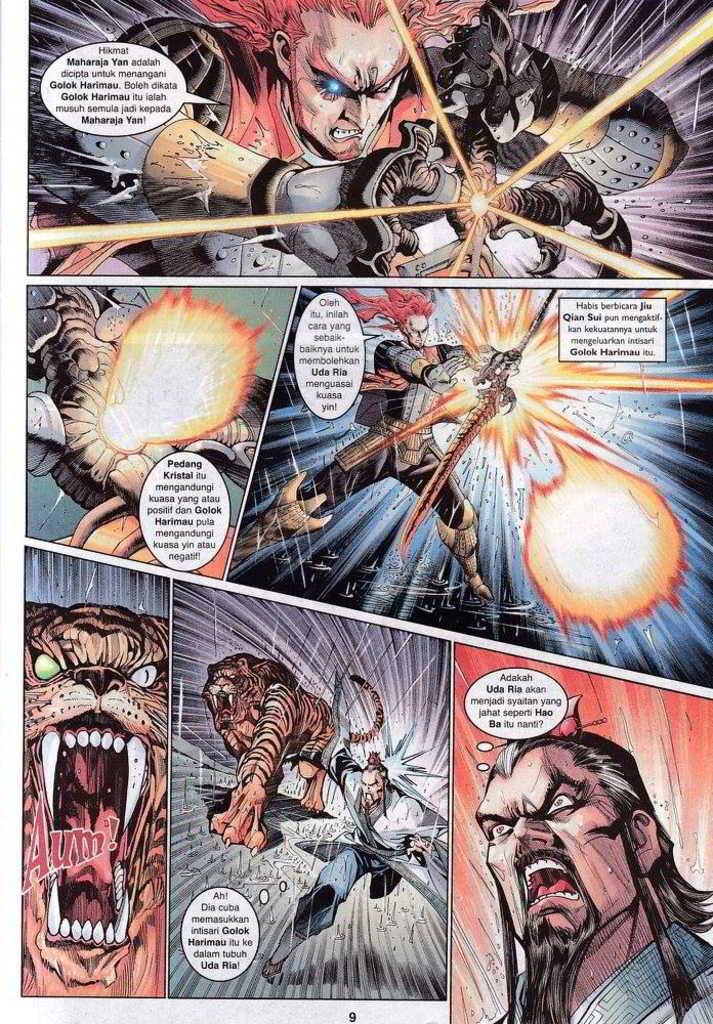 Hikmat
Maharaja Yan adalah
dicipta untuk menangani
Golok Harimau. Boleh dikata
Golok Harimau itu ialah
musuh semula jadi kepada
Maharaja Yan!
Oleh
itu, inilah
cara yang
sebaik-
baiknya untuk
membolehkan
Uda Ria
menguasai
kuasa
yin!
Habis berbicara Jiu
Qian Sui pun mengaktif-
kan kekuatannya untuk
mengeluarkan intisari
Golok Harimau itu.
Pedang
Kristal itu
mengandungi
kuasa yang atau
positif dan Golok
Harimau pula
mengandungi
kuasa yin atau
negatif!
Aum!
Ah!
Dia cuba
memasukkan
intisari Golok
Harimau itu ke
dalam tubuh
Uda Ria!
Adakah
Uda Ria akan
menjadi syaitan yang
jahat seperti Hao
Ba itu nanti?
9